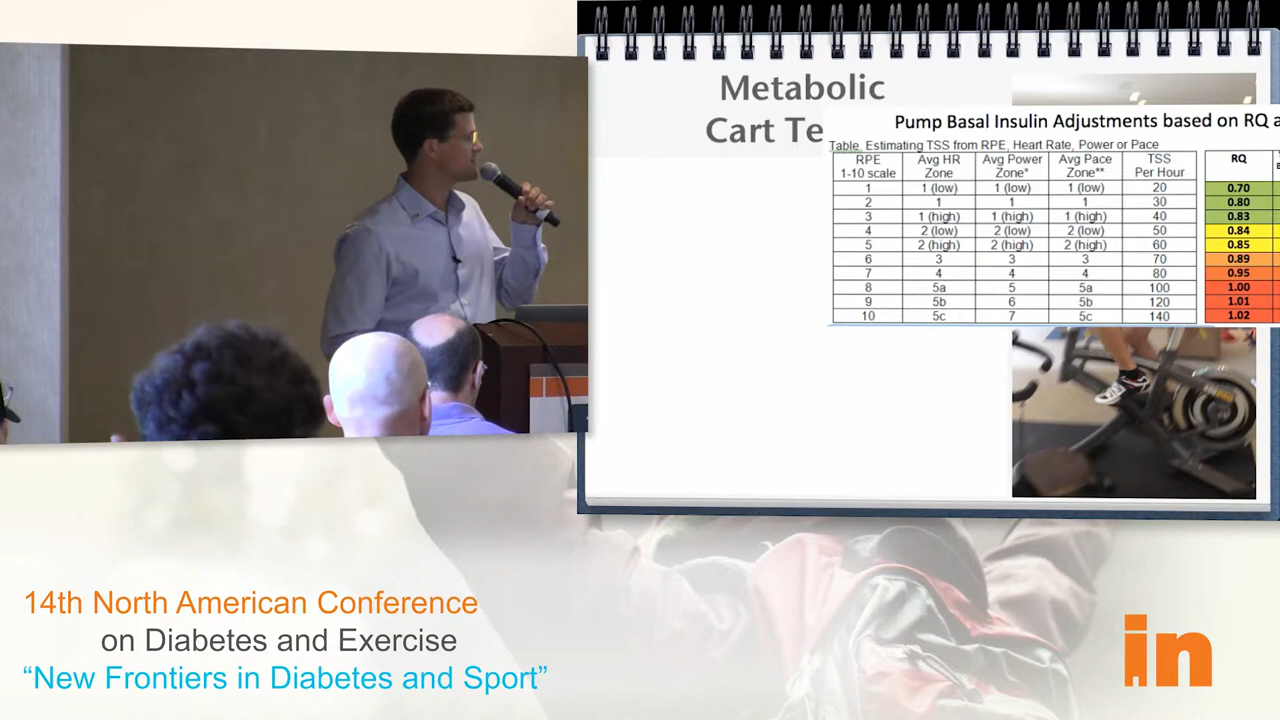 Metabolic
Cart Te
Pump Basal Insulin Adjustments based on RQ a
Table. Estimating TSS from RPE, Heart Rate, Power or Pace
RPE 1-10 scale Avg HR Zone Avg Power Zone* Avg Pace Zone** TSS Per Hour RQ
1 1 (low) 1 (low) 1 (low) 20 0.70
2 1 1 1 30 0.80
3 1 (high) 1 (high) 1 (high) 40 0.83
4 2 (low) 2 (low) 2 (low) 50 0.84
5 2 (high) 2 (high) 2 (high) 60 0.85
6 3 3 3 70 0.89
7 4 4 4 80 0.95
8 5a 5 5a 100 1.00
9 5b 6 5b 120 1.01
10 5c 7 5c 140 1.02
14th North American Conference
on Diabetes and Exercise
“New Frontiers in Diabetes and Sport”
in